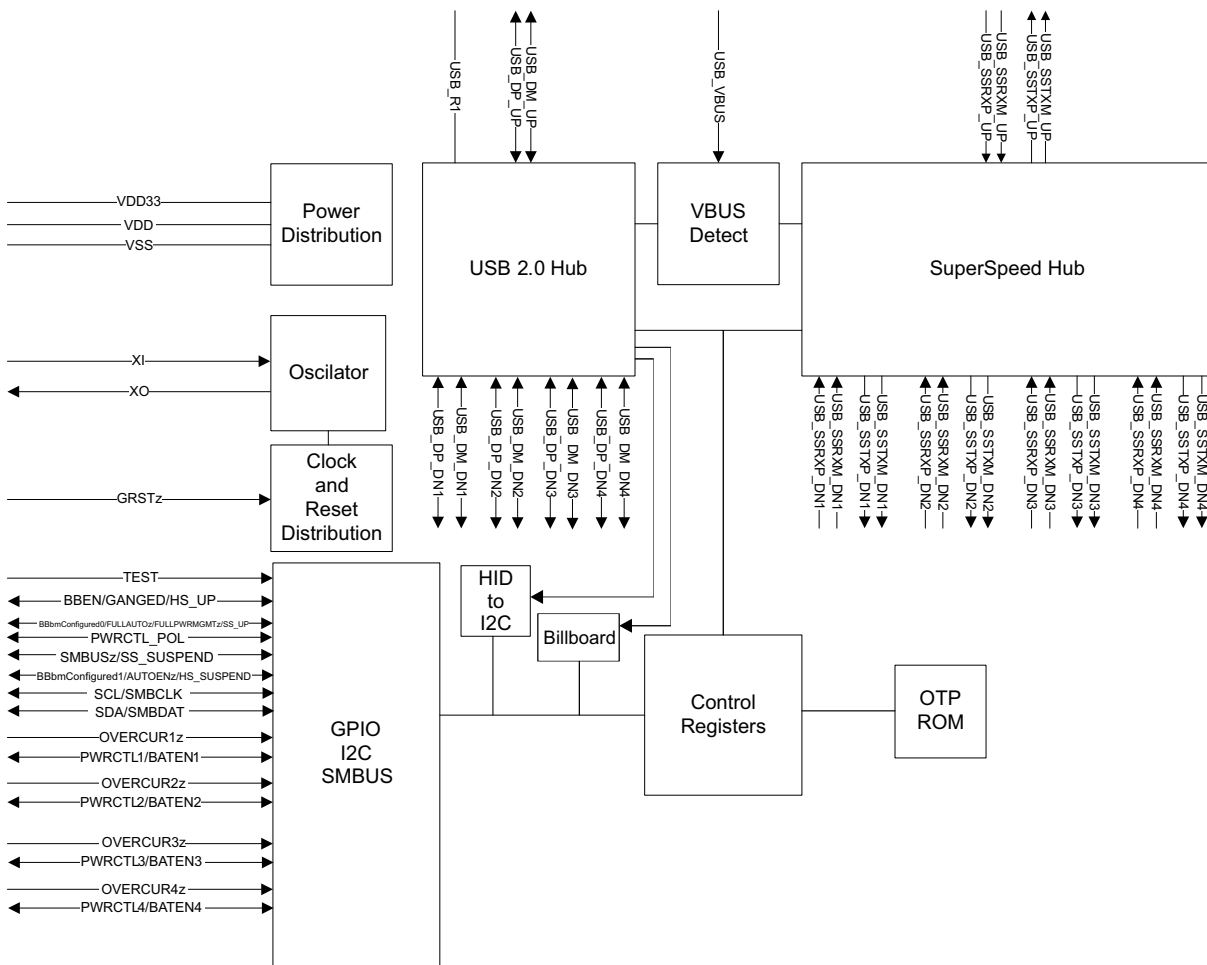 USB_R1
USB_DP_UP
USB_DM_UP
USB_VBUS
USB_SSRXP_UP
USB_SSRXM_UP
USB_SSTXP_UP
USB_SSTXM_UP
VDD33
VDD
VSS
Power
Distribution
USB 2.0 Hub
VBUS
Detect
SuperSpeed Hub
XI
XO
Oscilator
GRSTz
Clock
and
Reset
Distribution
USB_DP_DN1
USB_DM_DN1
USB_DP_DN2
USB_DM_DN2
USB_DP_DN3
USB_DM_DN3
USB_DP_DN4
USB_DM_DN4
USB_SSRXP_DN1
USB_SSRXM_DN1
USB_SSTXP_DN1
USB_SSTXM_DN1
USB_SSRXP_DN2
USB_SSRXM_DN2
USB_SSTXP_DN2
USB_SSTXM_DN2
USB_SSRXP_DN3
USB_SSRXM_DN3
USB_SSTXP_DN3
USB_SSTXM_DN3
USB_SSRXP_DN4
USB_SSRXM_DN4
USB_SSTXP_DN4
USB_SSTXM_DN4
TEST
BBEN/GANGED/HS_UP
BBbmConfigured0/FULLAUTOz/FULLPWRMGMTz/SS_UP
PWRCTL_POL
SMBUSz/SS_SUSPEND
BBbmConfigured1/AUTOENz/HS_SUSPEND
SCL/SMBCLK
SDA/SMBDAT
OVERCUR1z
PWRCTL1/BATEN1
OVERCUR2z
PWRCTL2/BATEN2
OVERCUR3z
PWRCTL3/BATEN3
OVERCUR4z
PWRCTL4/BATEN4
GPIO
I2C
SMBUS
HID
to
I2C
Billboard
Control
Registers
OTP
ROM